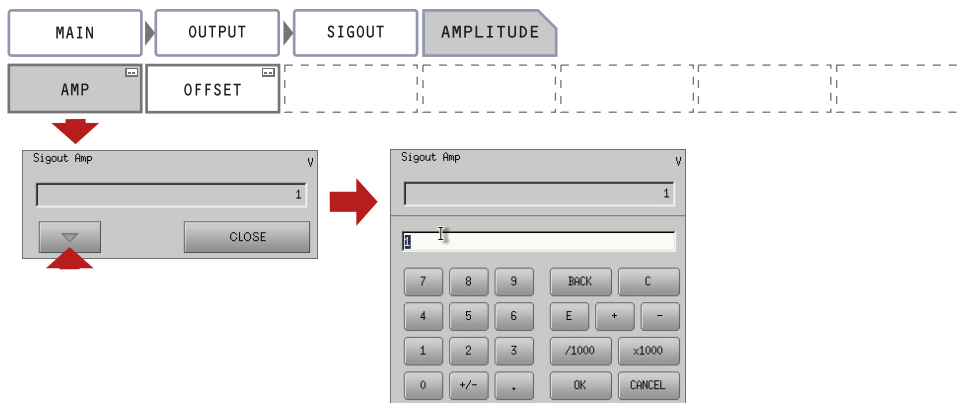 MAIN OUTPUT SIGOUT AMPLITUDE
AMP OFFSET
Sigout Amp V
1
CLOSE
Sigout Amp V
1
1
7 8 9 BACK C
4 5 6 E + -
1 2 3 /1000 x1000
0 +/- . OK CANCEL